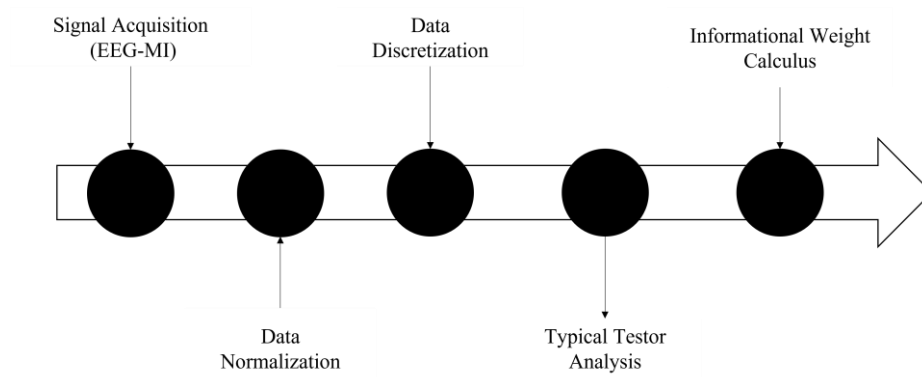 Signal Acquisition
(EEG-MI)
Data
Normalization
Data
Discretization
Typical Testor
Analysis
Informational Weight
Calculus